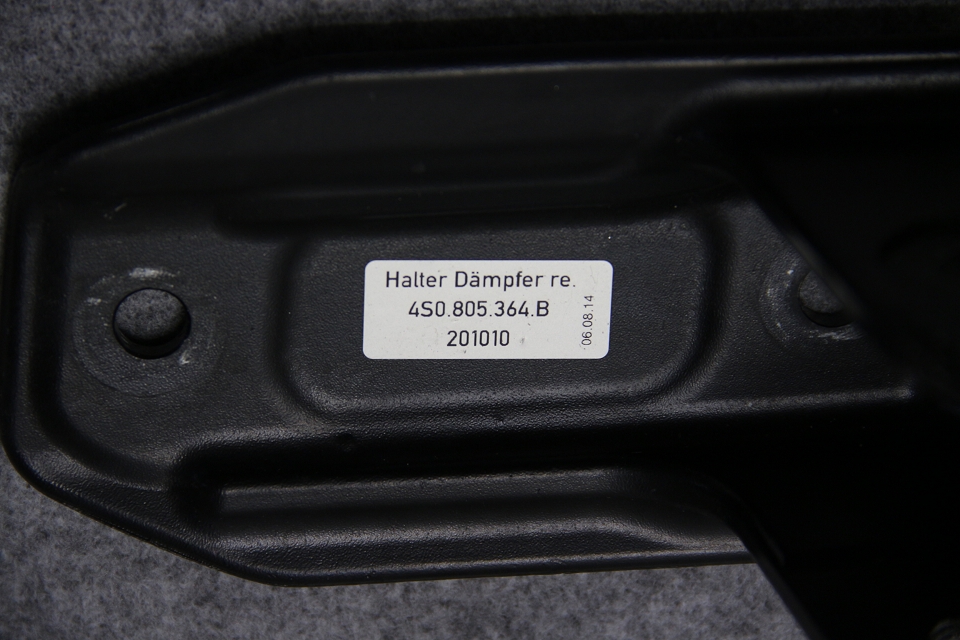 Halter Dämpfer re.
4S0.805.364.B
201010
06.08.14